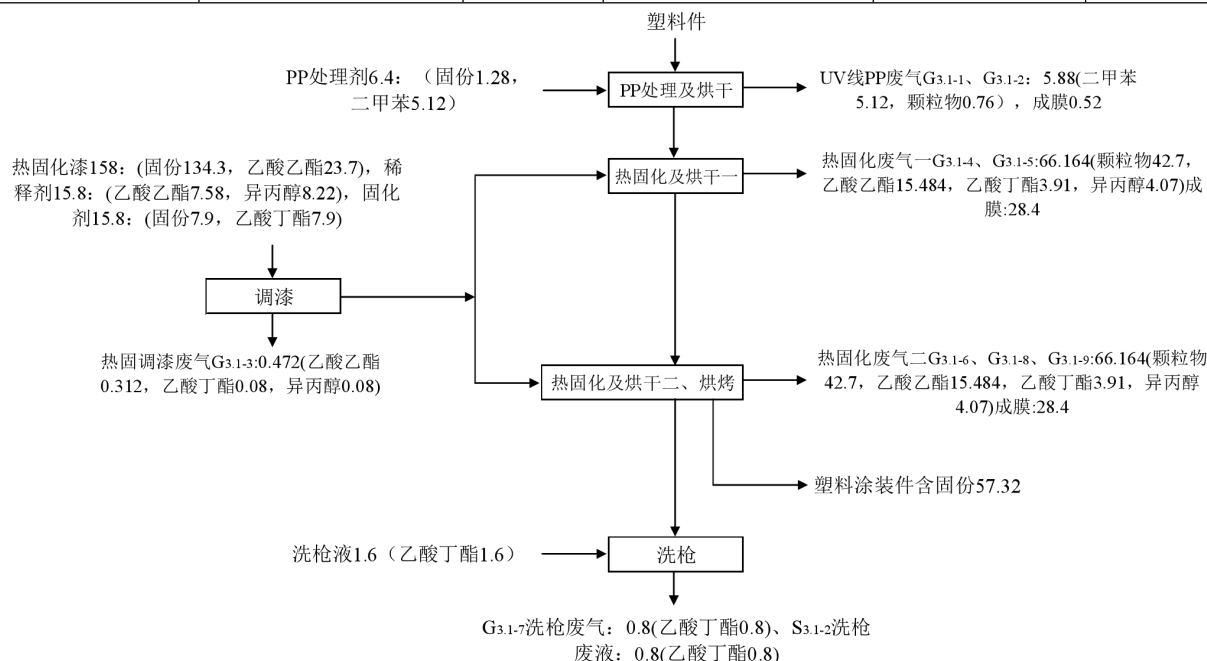 塑料件
PP处理剂6.4：（固份1.28，
二甲苯5.12）
PP处理及烘干
UV线PP废气G3.1-1、G3.1-2：5.88(二甲苯
5.12，颗粒物0.76），成膜0.52
热固化漆158：(固份134.3，乙酸乙酯23.7)，稀
释剂15.8：(乙酸乙酯7.58，异丙醇8.22)，固化
剂15.8：(固份7.9，乙酸丁酯7.9)
热固化及烘干一
热固化废气一G3.1-4、G3.1-5:66.164(颗粒物42.7，
乙酸乙酯15.484，乙酸丁酯3.91，异丙醇4.07)成
膜:28.4
调漆
热固调漆废气G3.1-3:0.472(乙酸乙酯
0.312，乙酸丁酯0.08，异丙醇0.08)
热固化及烘干二、烘烤
热固化废气二G3.1-6、G3.1-8、G3.1-9:66.164(颗粒物
42.7，乙酸乙酯15.484，乙酸丁酯3.91，异丙醇
4.07)成膜:28.4
塑料涂装件含固份57.32
洗枪液1.6（乙酸丁酯1.6）
洗枪
G3.1-7洗枪废气：0.8(乙酸丁酯0.8)、S3.1-2洗枪
废液：0.8(乙酸丁酯0.8)